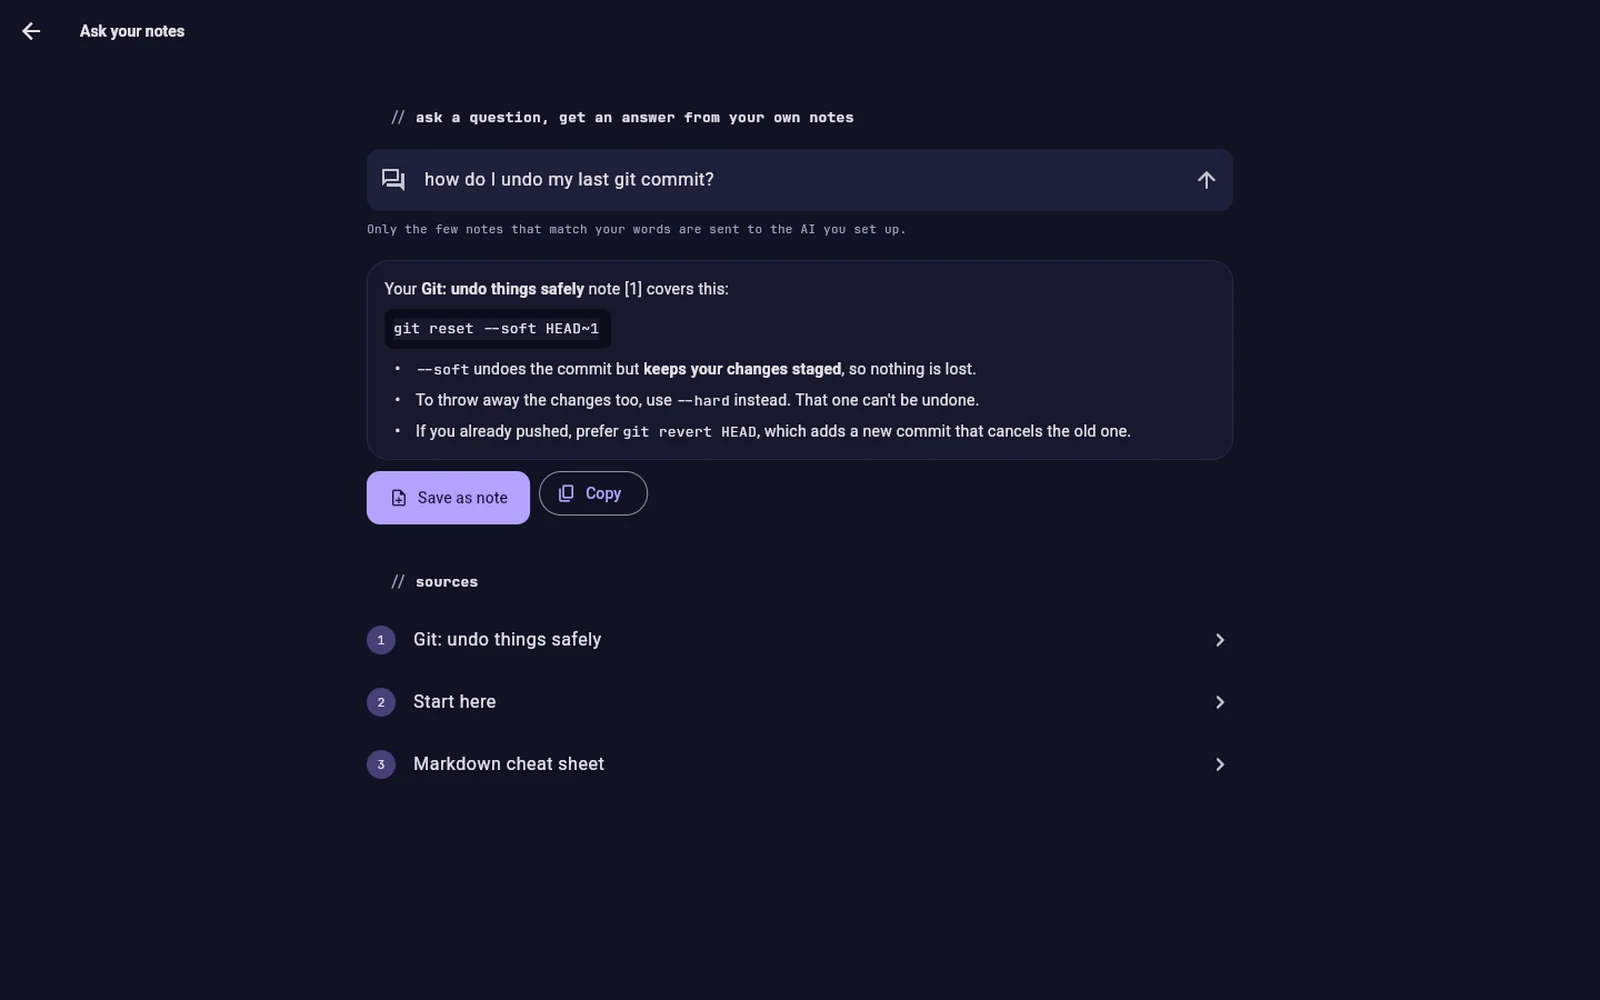 Ask your notes
// ask a question, get an answer from your own notes
how do I undo my last git commit?
Only the few notes that match your words are sent to the AI you set up.
Your Git: undo things safely note [1] covers this:
git reset --soft HEAD~1
• --soft undoes the commit but keeps your changes staged, so nothing is lost.
• To throw away the changes too, use --hard instead. That one can't be undone.
• If you already pushed, prefer git revert HEAD, which adds a new commit that cancels the old one.
Save as note Copy
// sources
1 Git: undo things safely
2 Start here
3 Markdown cheat sheet